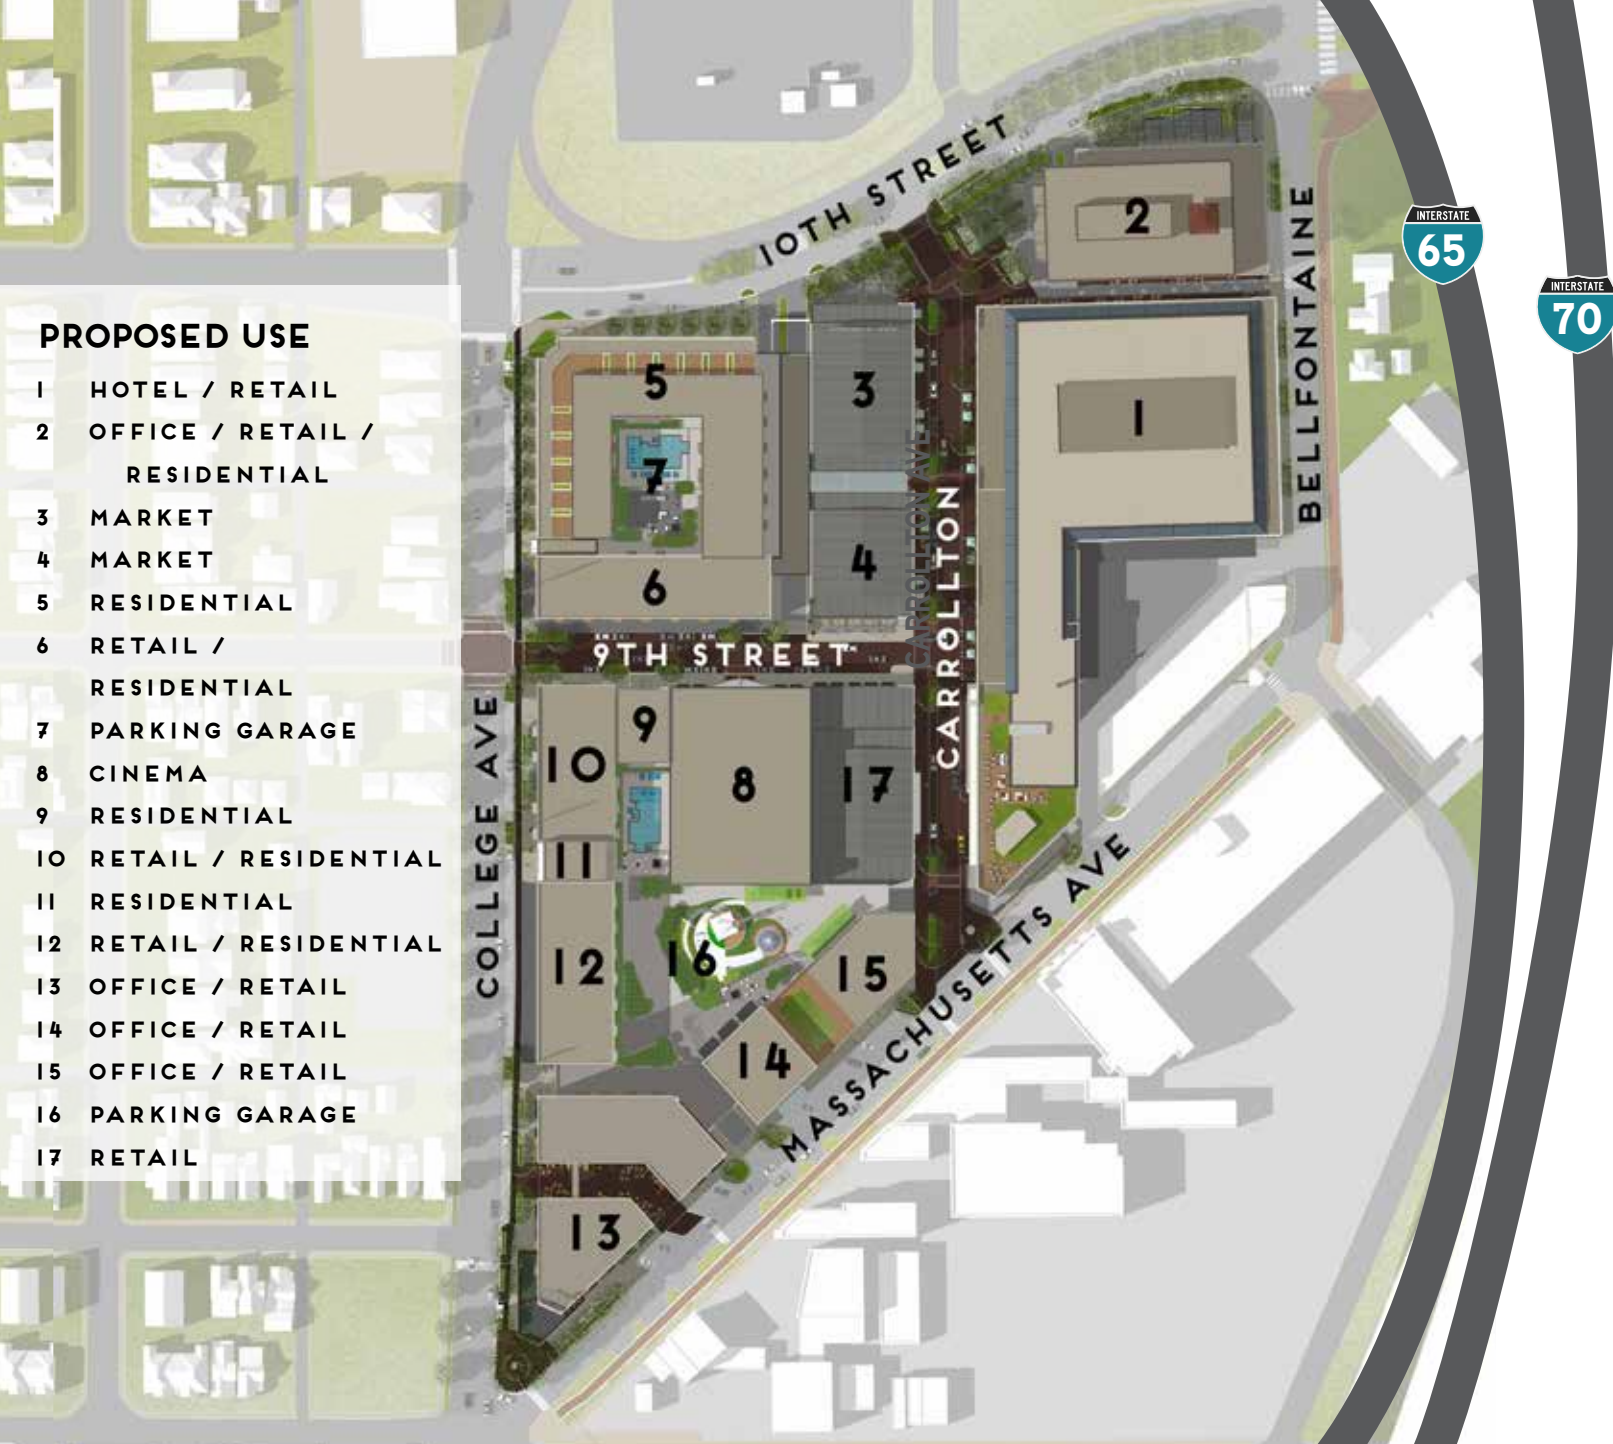 PROPOSED USE
1 HOTEL / RETAIL
2 OFFICE / RETAIL /
RESIDENTIAL
3 MARKET
4 MARKET
5 RESIDENTIAL
6 RETAIL /
RESIDENTIAL
7 PARKING GARAGE
8 CINEMA
9 RESIDENTIAL
10 RETAIL / RESIDENTIAL
11 RESIDENTIAL
12 RETAIL / RESIDENTIAL
13 OFFICE / RETAIL
14 OFFICE / RETAIL
15 OFFICE / RETAIL
16 PARKING GARAGE
17 RETAIL
10TH STREET
2
BELLFONTAINE
INTERSTATE
65
INTERSTATE
70
5
3
1
7
4
6
CARROLLTON AVE
CARROLLTON
9TH STREET
COLLEGE AVE
9
10
8
17
11
12
16
15
14
MASSACHUSETTS AVE
13